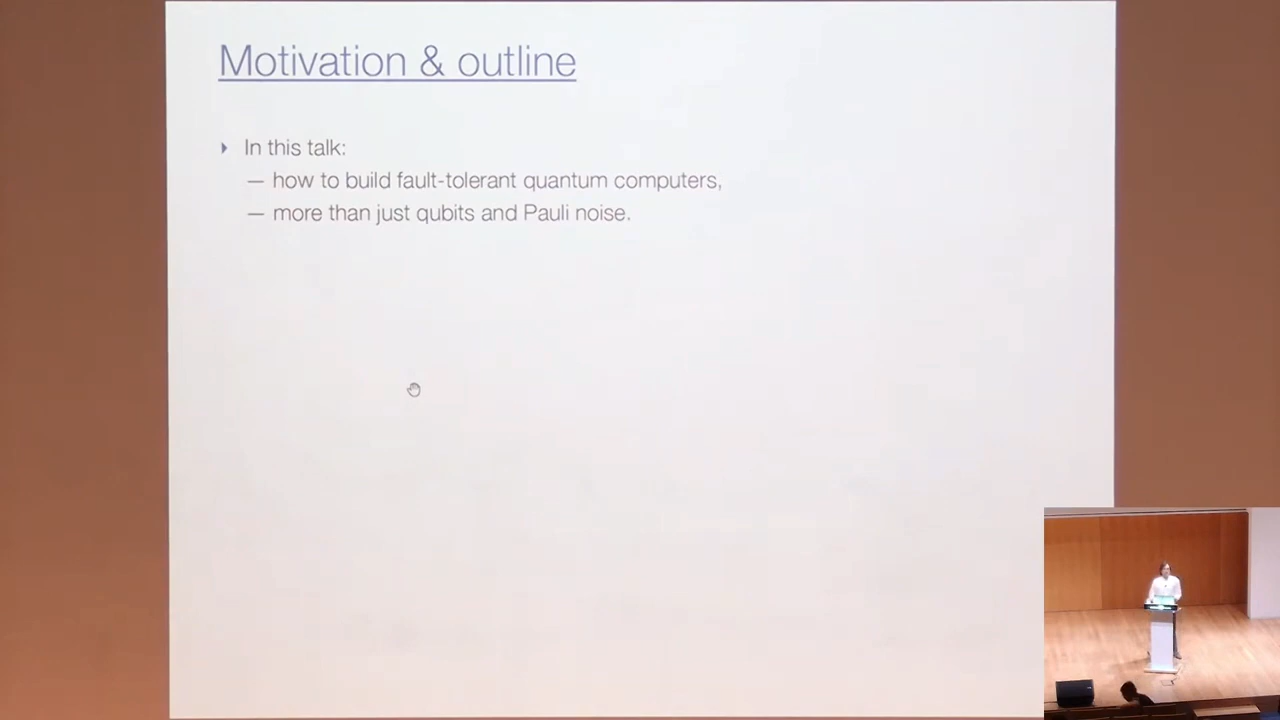 Motivation & outline
In this talk:
— how to build fault-tolerant quantum computers,
— more than just qubits and Pauli noise.